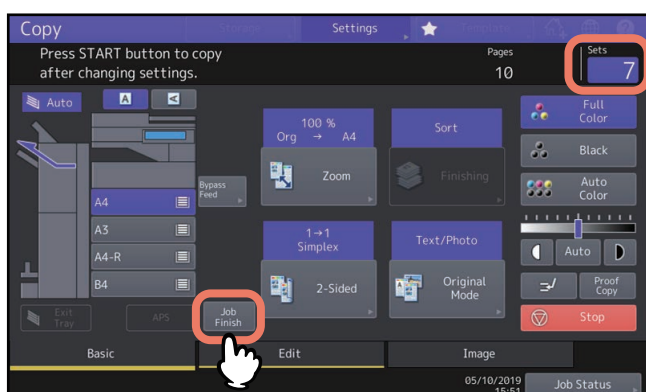 Copy
Storage
Settings
Template
Press START button to copy
after changing settings.
Pages
10
Sets
7
Auto
A
A
A4
A3
A4-R
B4
Bypass
Feed
Exit
Tray
APS
Job
Finish
100 %
Org → A4
Zoom
Sort
Finishing
1→1
Simplex
2-Sided
Text/Photo
Original
Mode
Full
Color
Black
Auto
Color
Auto
Proof
Copy
Stop
Basic
Edit
Image
05/10/2019
15:51
Job Status